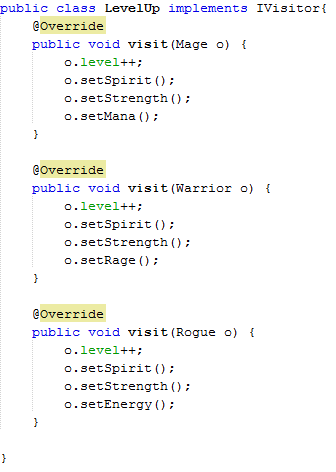 public class LevelUp implements IVisitor{
    @Override
    public void visit(Mage o) {
        o.level++;
        o.setSpirit();
        o.setStrength();
        o.setMana();
    }

    @Override
    public void visit(Warrior o) {
        o.level++;
        o.setSpirit();
        o.setStrength();
        o.setRage();
    }

    @Override
    public void visit(Rogue o) {
        o.level++;
        o.setSpirit();
        o.setStrength();
        o.setEnergy();
    }

}